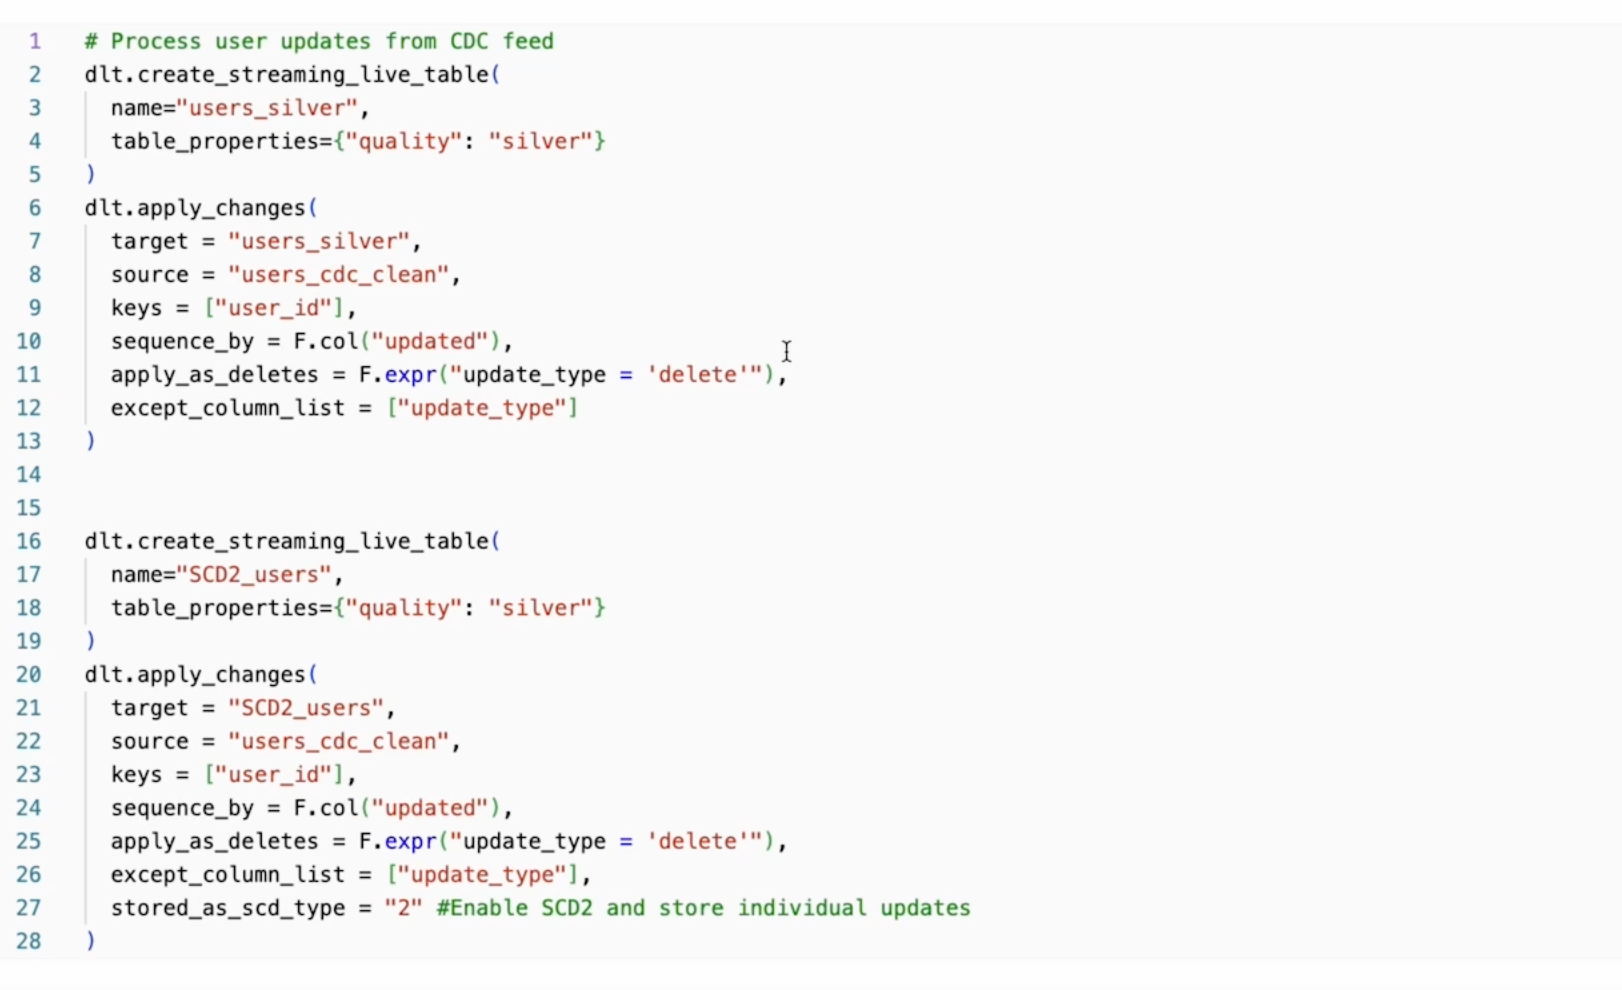 1 # Process user updates from CDC feed
2 dlt.create_streaming_live_table(
3   name="users_silver",
4   table_properties={"quality": "silver"}
5 )
6 dlt.apply_changes(
7   target = "users_silver",
8   source = "users_cdc_clean",
9   keys = ["user_id"],
10   sequence_by = F.col("updated"),
11   apply_as_deletes = F.expr("update_type = 'delete'"),
12   except_column_list = ["update_type"]
13 )
14
15
16 dlt.create_streaming_live_table(
17   name="SCD2_users",
18   table_properties={"quality": "silver"}
19 )
20 dlt.apply_changes(
21   target = "SCD2_users",
22   source = "users_cdc_clean",
23   keys = ["user_id"],
24   sequence_by = F.col("updated"),
25   apply_as_deletes = F.expr("update_type = 'delete'"),
26   except_column_list = ["update_type"],
27   stored_as_scd_type = "2" #Enable SCD2 and store individual updates
28 )